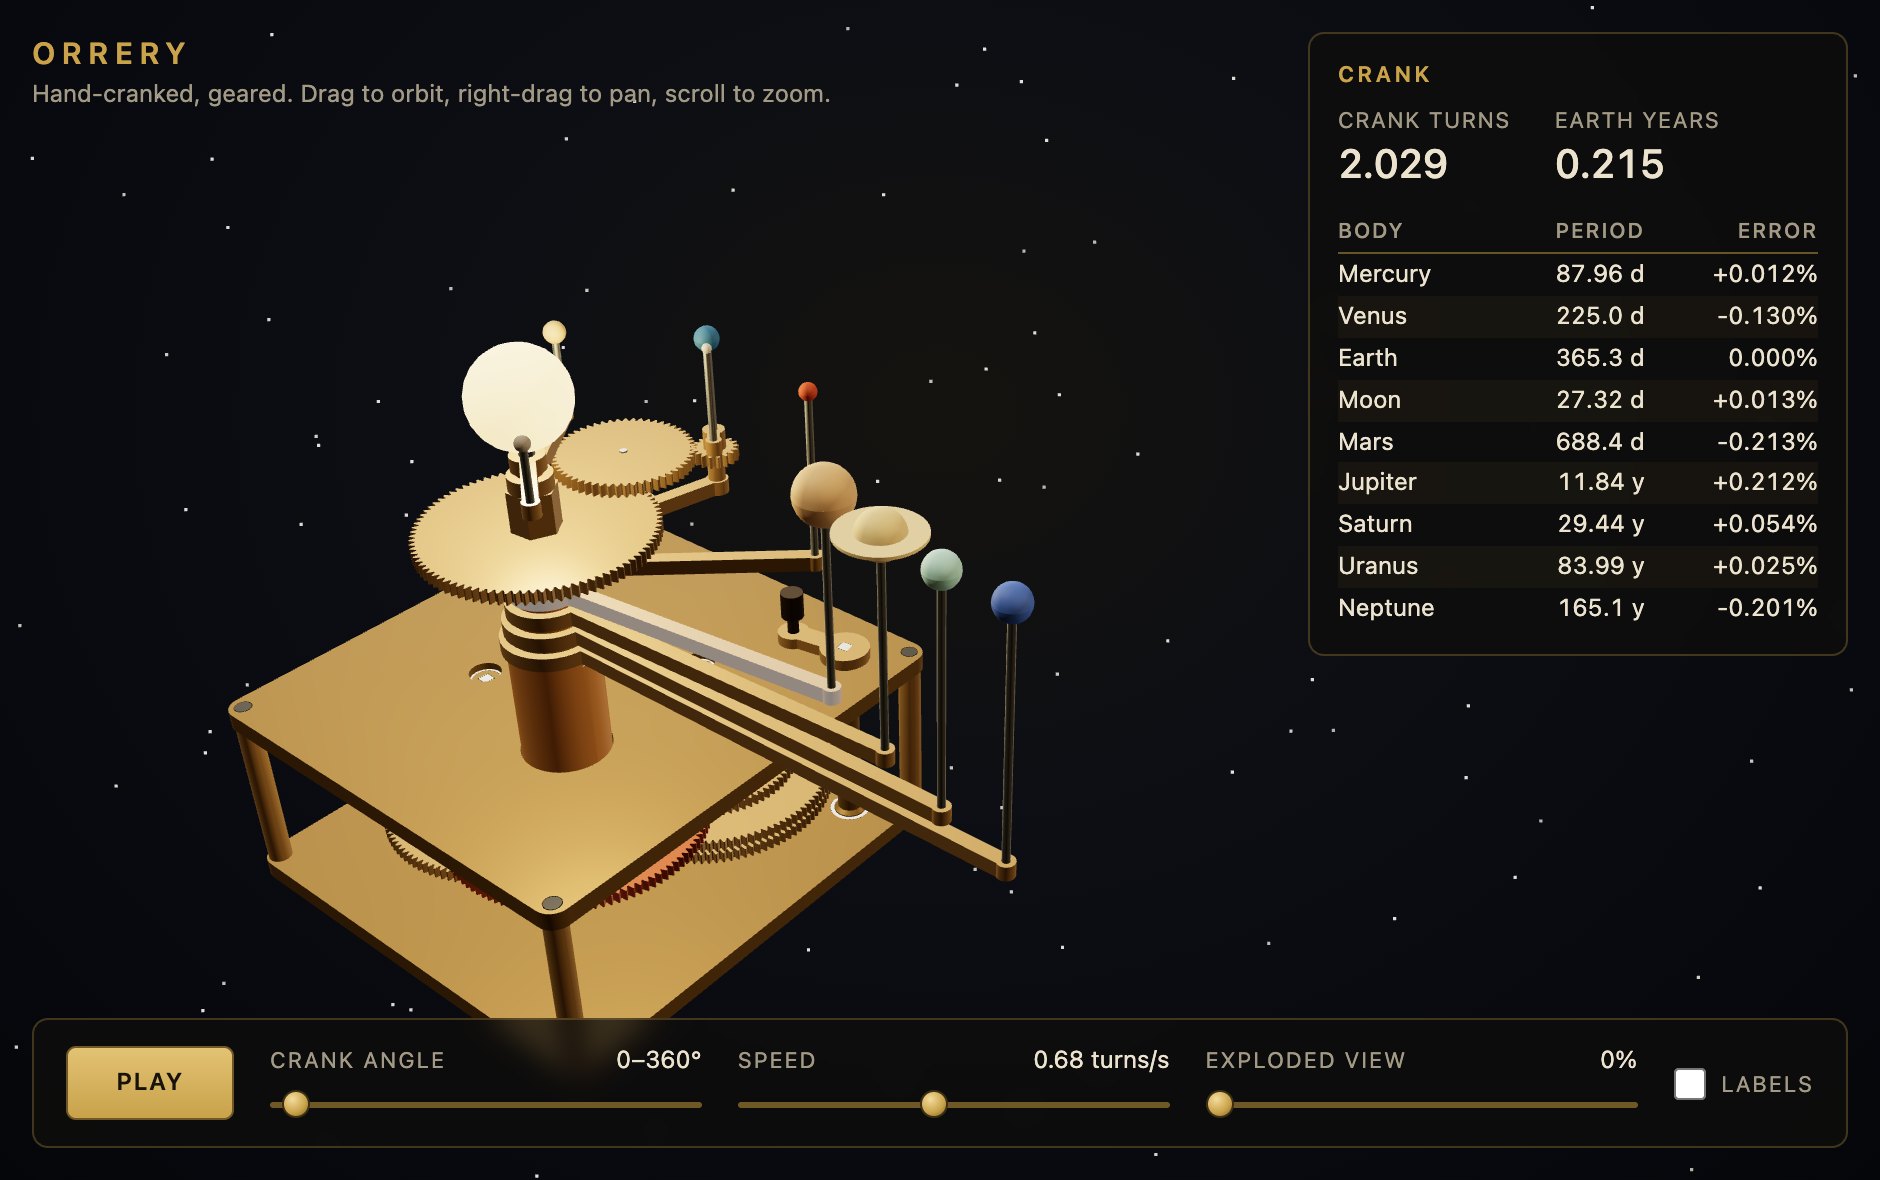 ORRERY
Hand-cranked, geared. Drag to orbit, right-drag to pan, scroll to zoom.
CRANK
CRANK TURNS EARTH YEARS
2.029 0.215
BODY PERIOD ERROR
Mercury 87.96 d +0.012%
Venus 225.0 d -0.130%
Earth 365.3 d 0.000%
Moon 27.32 d +0.013%
Mars 688.4 d -0.213%
Jupiter 11.84 y +0.212%
Saturn 29.44 y +0.054%
Uranus 83.99 y +0.025%
Neptune 165.1 y -0.201%
PLAY
CRANK ANGLE 0–360°
SPEED 0.68 turns/s
EXPLODED VIEW 0%
LABELS